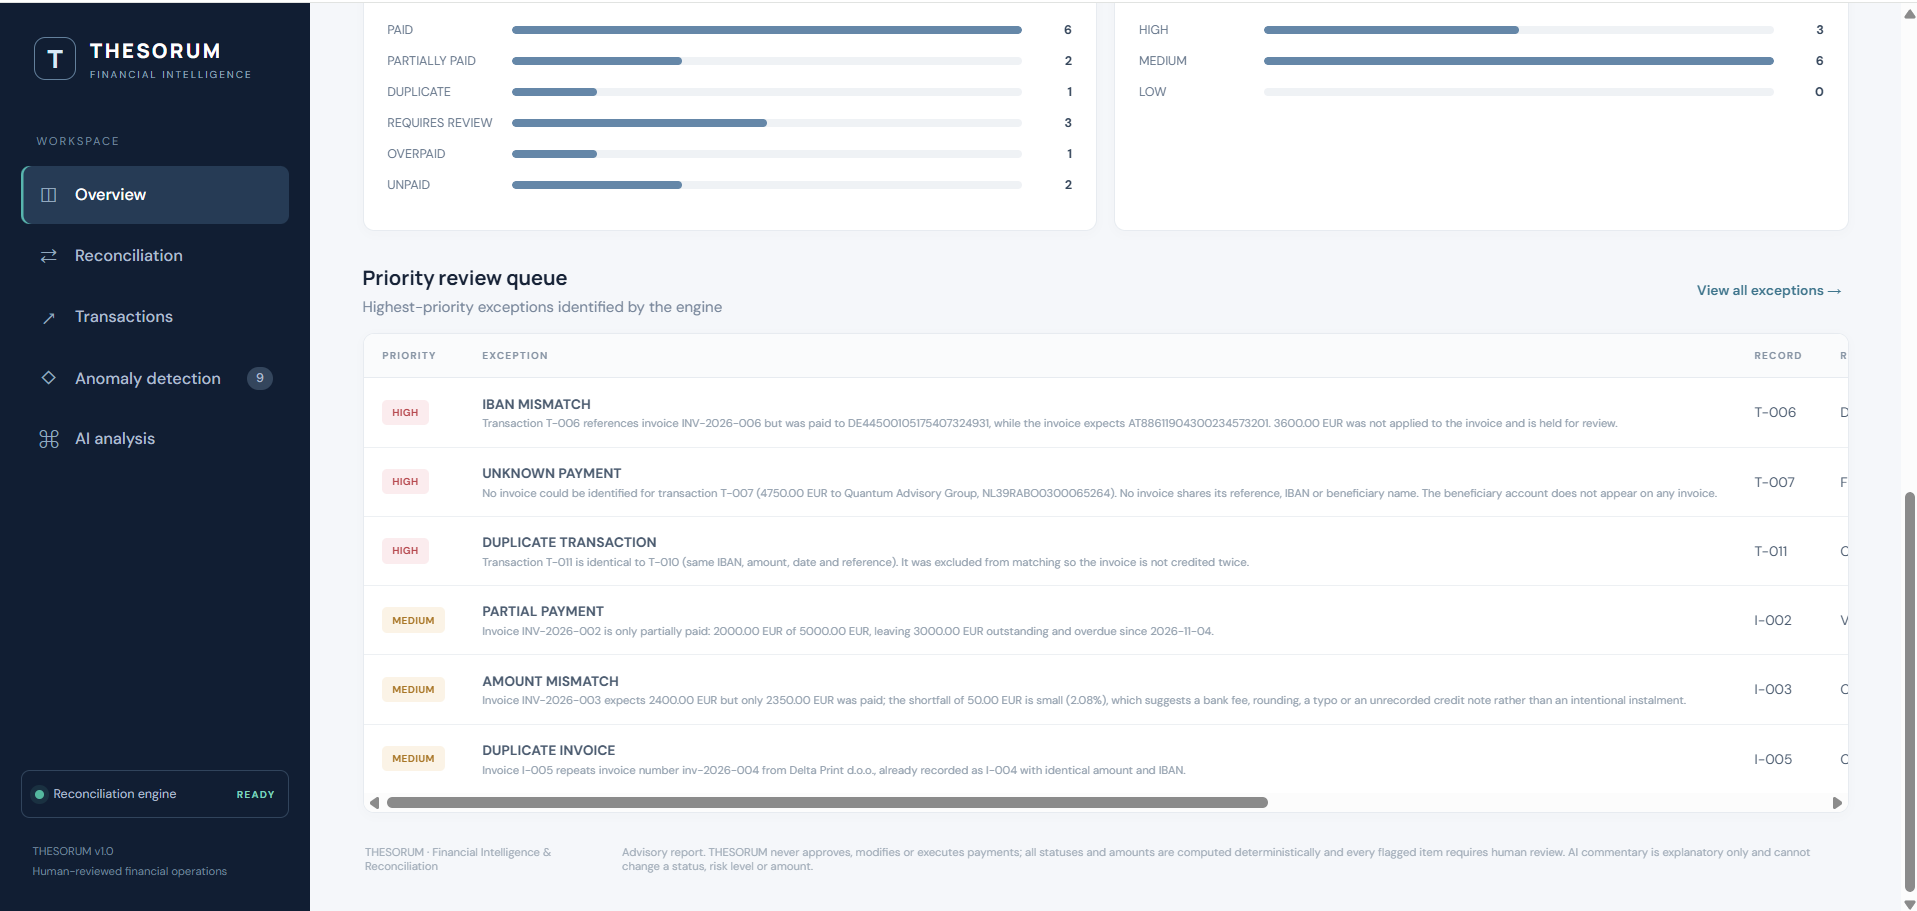 T
THESORUM
FINANCIAL INTELLIGENCE
WORKSPACE
Overview
Reconciliation
Transactions
Anomaly detection 9
AI analysis
Reconciliation engine READY
THESORUM v1.0
Human-reviewed financial operations
PAID 6
PARTIALLY PAID 2
DUPLICATE 1
REQUIRES REVIEW 3
OVERPAID 1
UNPAID 2
HIGH 3
MEDIUM 6
LOW 0
Priority review queue
Highest-priority exceptions identified by the engine
View all exceptions →
PRIORITY EXCEPTION RECORD R
HIGH IBAN MISMATCH T-006 D
Transaction T-006 references invoice INV-2026-006 but was paid to DE44500105175407324931, while the invoice expects AT886119043002345732​01. 3600.00 EUR was not applied to the invoice and is held for review.
HIGH UNKNOWN PAYMENT T-007 F
No invoice could be identified for transaction T-007 (4750.00 EUR to Quantum Advisory Group, NL39RABO0300065264). No invoice shares its reference, IBAN or beneficiary name. The beneficiary account does not appear on any invoice.
HIGH DUPLICATE TRANSACTION T-011
Transaction T-011 is identical to T-010 (same IBAN, amount, date and reference). It was excluded from matching so the invoice is not credited twice.
MEDIUM PARTIAL PAYMENT I-002 V
Invoice INV-2026-002 is only partially paid: 2000.00 EUR of 5000.00 EUR, leaving 3000.00 EUR outstanding and overdue since 2026-11-04.
MEDIUM AMOUNT MISMATCH I-003
Invoice INV-2026-003 expects 2400.00 EUR but only 2350.00 EUR was paid; the shortfall of 50.00 EUR is small (2.08%), which suggests a bank fee, rounding, a typo or an unrecorded credit note rather than an intentional instalment.
MEDIUM DUPLICATE INVOICE I-005
Invoice I-005 repeats invoice number inv-2026-004 from Delta Print d.o.o., already recorded as I-004 with identical amount and IBAN.
THESORUM · Financial Intelligence &
Reconciliation
Advisory report. THESORUM never approves, modifies or executes payments; all statuses and amounts are computed deterministically and every flagged item requires human review. AI commentary is explanatory only and cannot
change a status, risk level or amount.